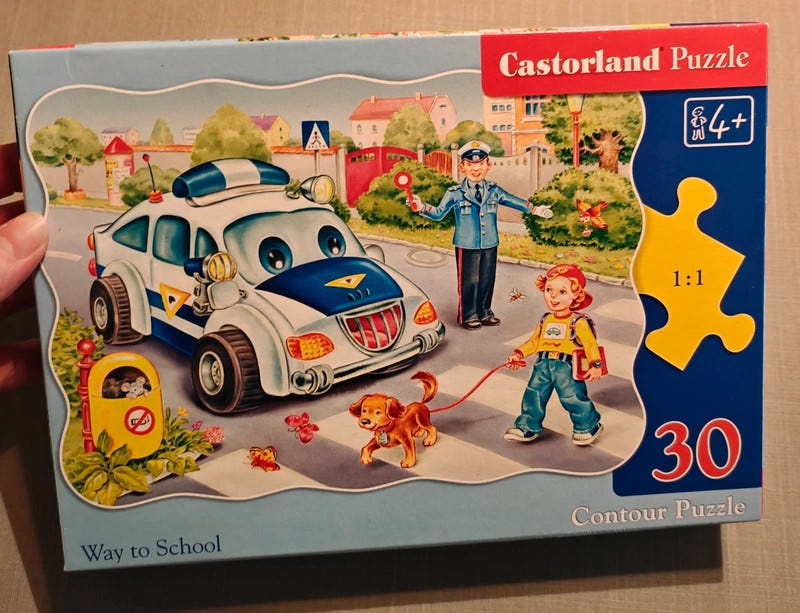 Castorland Puzzle
4+
1:1
30
Contour Puzzle
Way to School